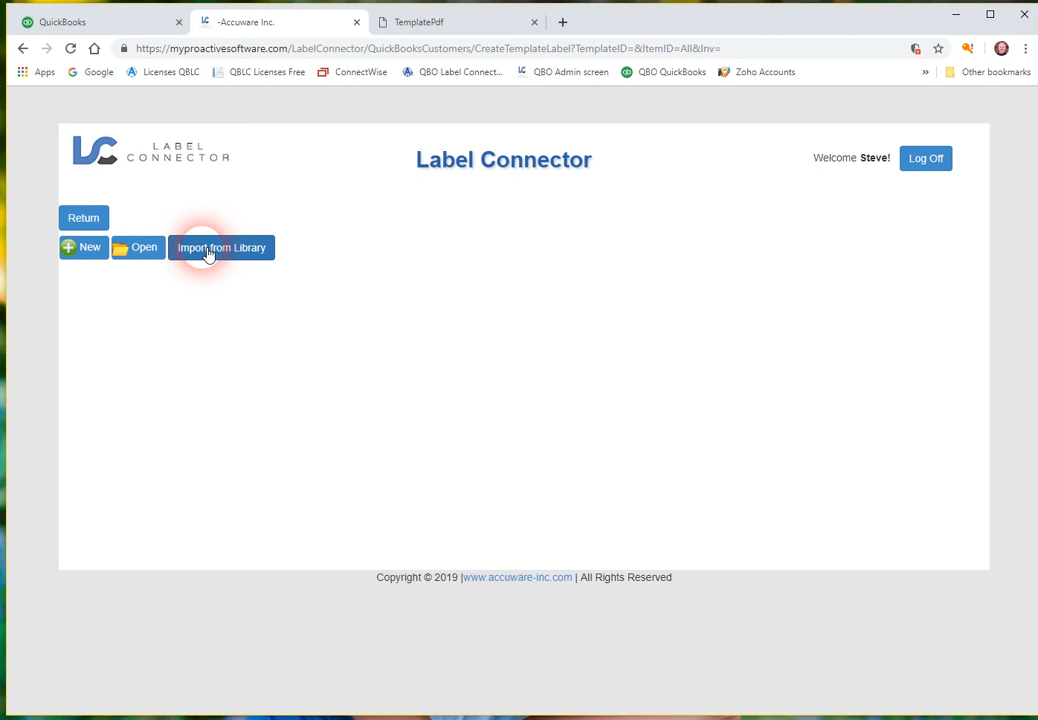 QuickBooks
-Accuware Inc.
TemplatePdf
https://myproactivesoftware.com/LabelConnector/QuickBooksCustomers/CreateTemplateLabel?TemplateID=&ItemID=All&Inv=
Apps Google Licenses QBLC QBLC Licenses Free ConnectWise QBO Label Connect... QBO Admin screen QBO QuickBooks Zoho Accounts » Other bookmarks
LABEL
CONNECTOR
Label Connector
Welcome Steve! Log Off
Return
New Open Import from Library
Copyright © 2019 |www.accuware-inc.com | All Rights Reserved